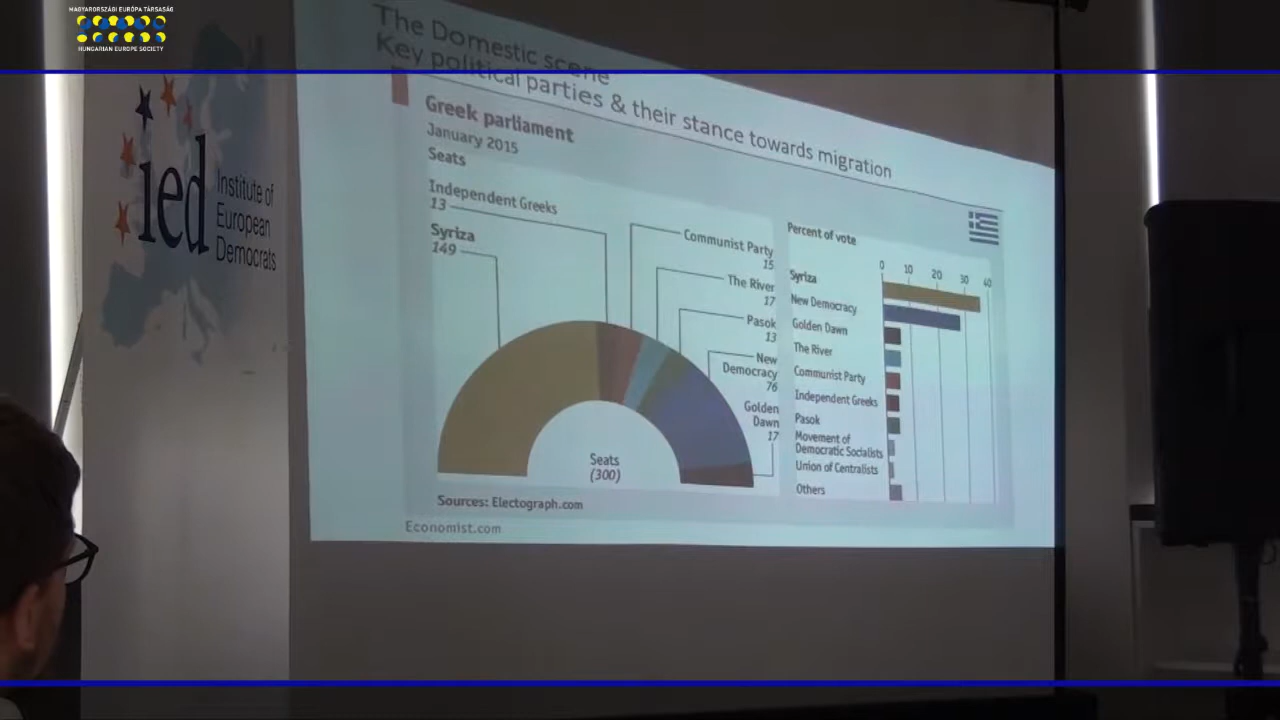 MAGYARORSZÁGI EURÓPA TÁRSASÁG
HUNGARIAN EUROPE SOCIETY
ied
Institute of
European
Democrats
The Domestic scene
Key political parties & their stance towards migration
Greek parliament
January 2015
Seats
Independent Greeks
13
Syriza
149
Communist Party
15
The River
17
Pasok
13
New
Democracy
76
Golden
Dawn
17
Seats
(300)
Sources: Electograph.com
Economist.com
Percent of vote
0 10 20 30 40
Syriza
New Democracy
Golden Dawn
The River
Communist Party
Independent Greeks
Pasok
Movement of
Democratic Socialists
Union of Centralists
Others